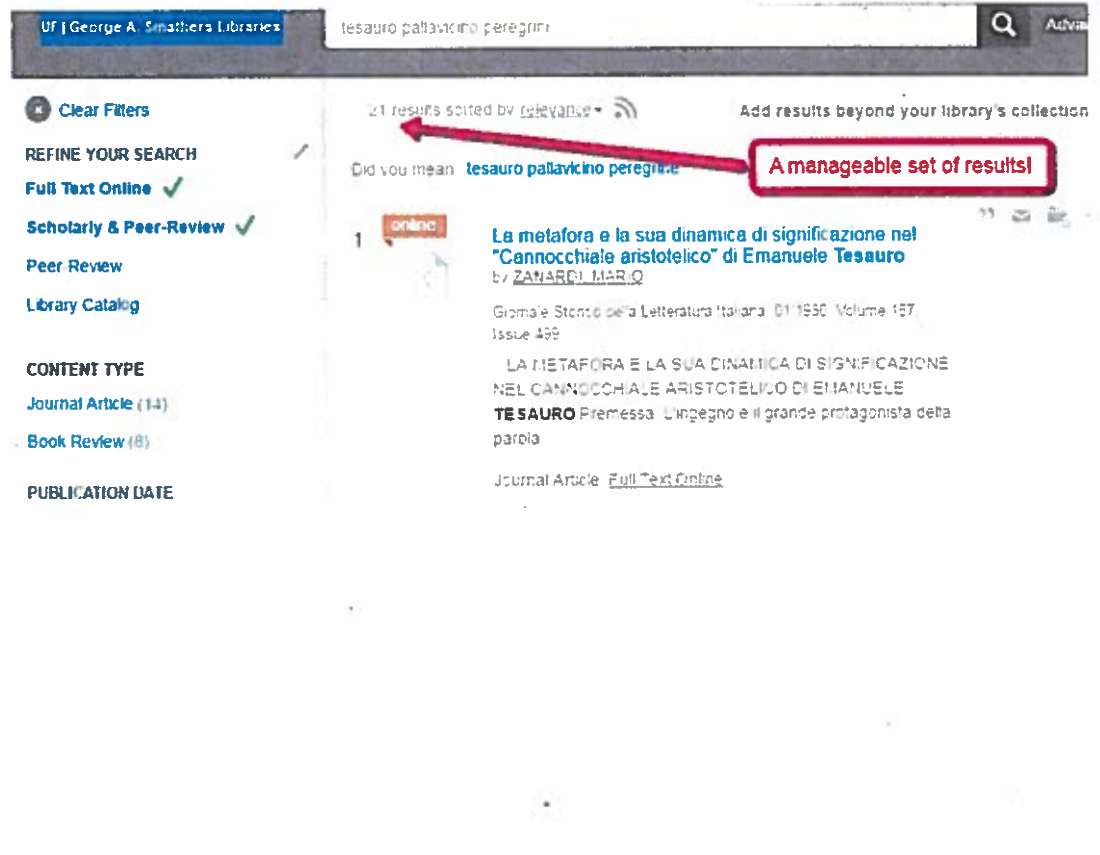 UF | George A. Smathers Libraries
tesauro pallavicino peregrini
Clear Filters
21 results sorted by relevance
Add results beyond your library's collection
REFINE YOUR SEARCH
Did you mean tesauro pallavicino peregrine
A manageable set of results!
Full Text Online
Scholarly & Peer-Review
Peer-Review
Library Catalog
CONTENT TYPE
Journal Article (14)
Book Review (8)
PUBLICATION DATE
1
online
La metafora e la sua dinamica di significazione nel
"Cannocchiale aristotelico" di Emanuele Tesauro
by ZANARDI, MARIO
Giornale Storico della Letteratura Italiana, Volume 157
Issue 499
LA METAFORA E LA SUA DINAMICA DI SIGNIFICAZIONE
NEL CANNOCCHIALE ARISTOTELICO DI EMANUELE
TESAURO Premessa L'ingegno e il grande protagonista della
parola
Journal Article Full Text Online